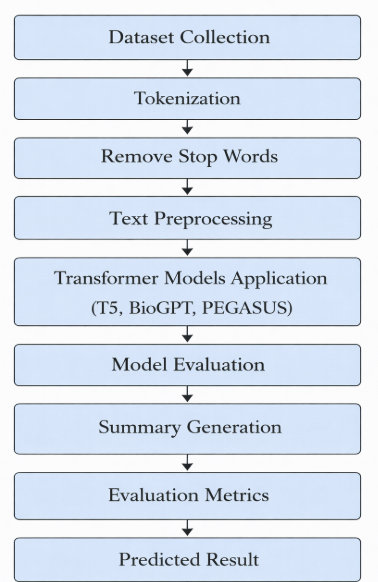 Dataset Collection
Tokenization
Remove Stop Words
Text Preprocessing
Transformer Models Application
(T5, BioGPT, PEGASUS)
Model Evaluation
Summary Generation
Evaluation Metrics
Predicted Result